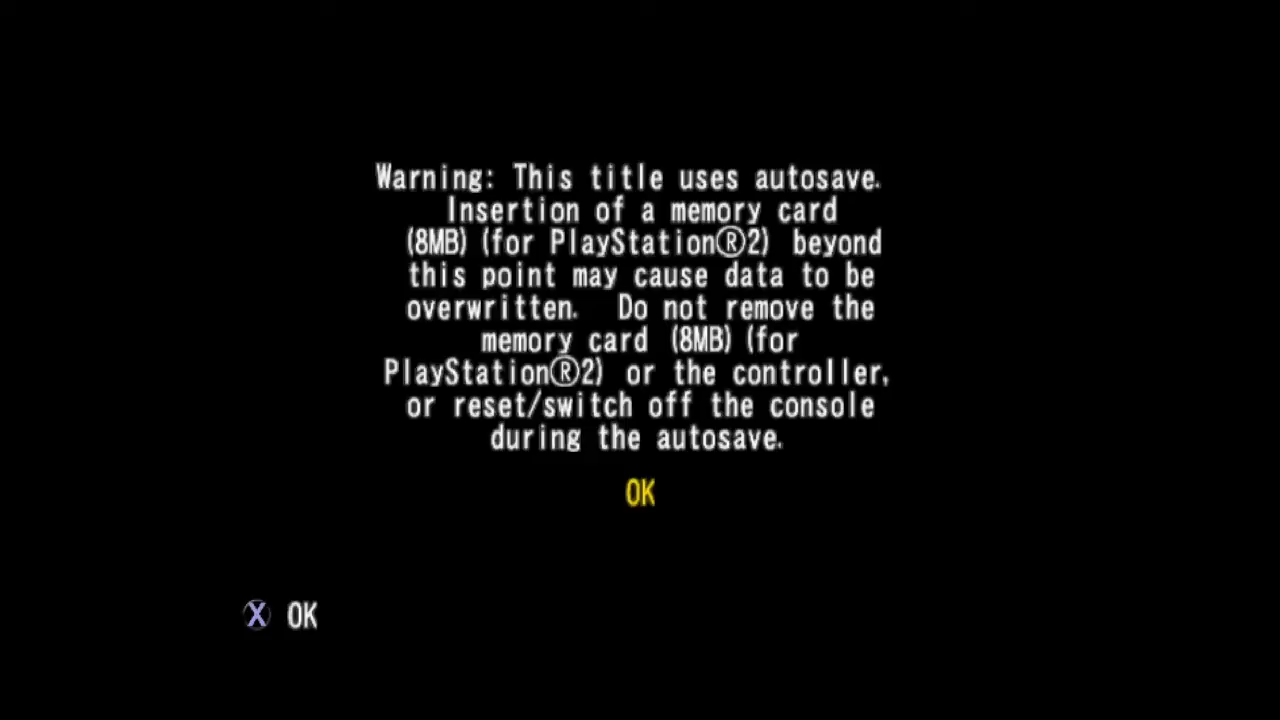 Warning: This title uses autosave.
Insertion of a memory card
(8MB) (for PlayStation®2) beyond
this point may cause data to be
overwritten. Do not remove the
memory card (8MB) (for
PlayStation®2) or the controller,
or reset/switch off the console
during the autosave.
OK
X OK